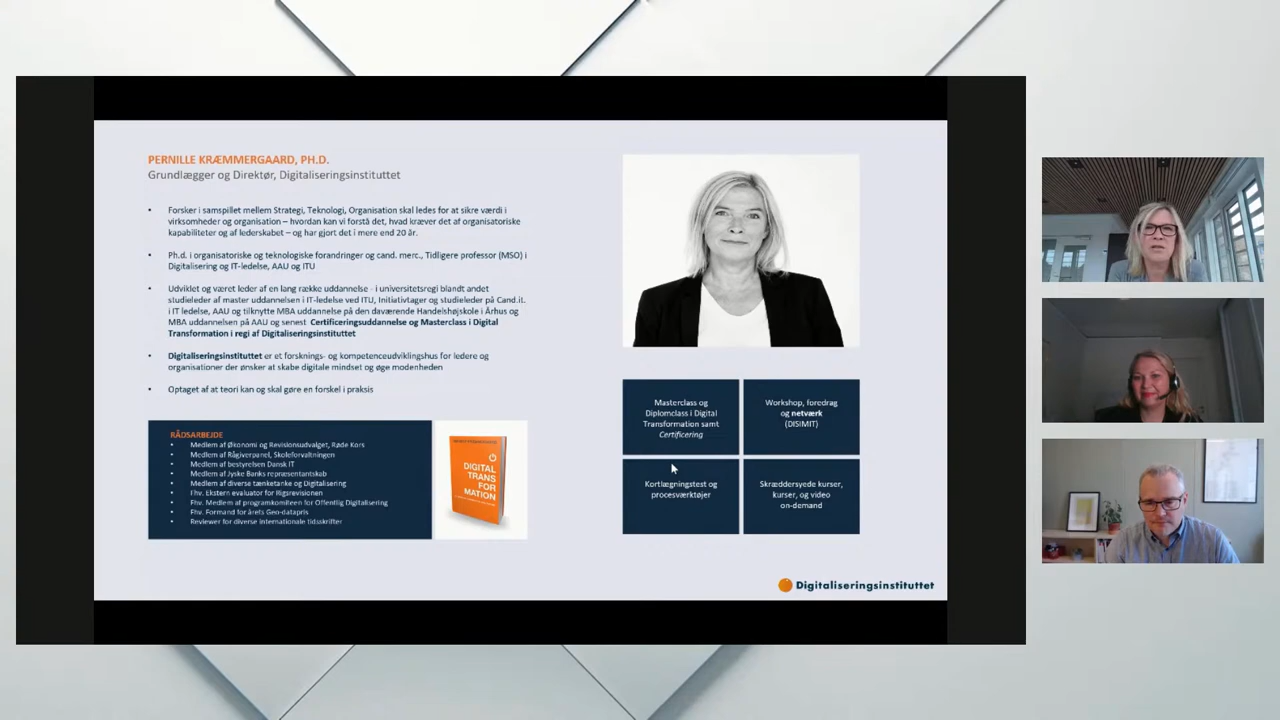 PERNILLE KRÆMMERGAARD, PH.D.
Grundlægger og Direktør, Digitaliseringsinstituttet
• Forsker i samspillet mellem Strategi, Teknologi, Organisation skal ledes for at sikre værdi i
virksomheder og organisation – hvordan kan vi forstå det, hvad kræver det af organisatoriske
kapabiliteter og af lederskabet – og har gjort det i mere end 20 år.
• Ph.d. i organisatoriske og teknologiske forandringer og cand. merc., Tidligere professor (MSO) i
Digitalisering og IT-ledelse, AAU og ITU
• Udviklet og været leder af en lang række uddannelse - i universitetsregi blandt andet
studieleder af master uddannelsen i IT-ledelse ved ITU, Initiativtager og studieleder på Cand.it.
i IT ledelse, AAU og tilknytte MBA uddannelse på den daværende Handelshøjskole i Århus og
MBA uddannelsen på AAU og senest Certificeringsuddannelse og Masterclass i Digital
Transformation i regi af Digitaliseringsinstituttet
• Digitaliseringsinstituttet er et forsknings- og kompetenceudviklingshus for ledere og
organisationer der ønsker at skabe digitale mindset og øge modenheden
• Optaget af at teori kan og skal gøre en forskel i praksis
RÅDSARBEJDE
• Medlem af Økonomi og Revisionsudvalget, Røde Kors
• Medlem af Rågiverpanel, Skoleforvaltningen
• Medlem af bestyrelsen Dansk IT
• Medlem af Jyske Banks repræsentantskab
• Medlem af diverse tænketanke og Digitalisering
• Fhv. Ekstern evaluator for Rigsrevisionen
• Fhv. Medlem af programkomiteen for Offentlig Digitalisering
• Fhv. Formand for årets Geo-datapris
• Reviewer for diverse internationale tidsskrifter
DIGITAL
TRANS
FOR
MATION
Masterclass og
Diplomclass i Digital
Transformation samt
Certificering
Workshop, foredrag
og netværk
(DISIMIT)
Kortlægningstest og
procesværktøjer
Skræddersyede kurser,
kurser, og video
on-demand
Digitaliseringsinstituttet